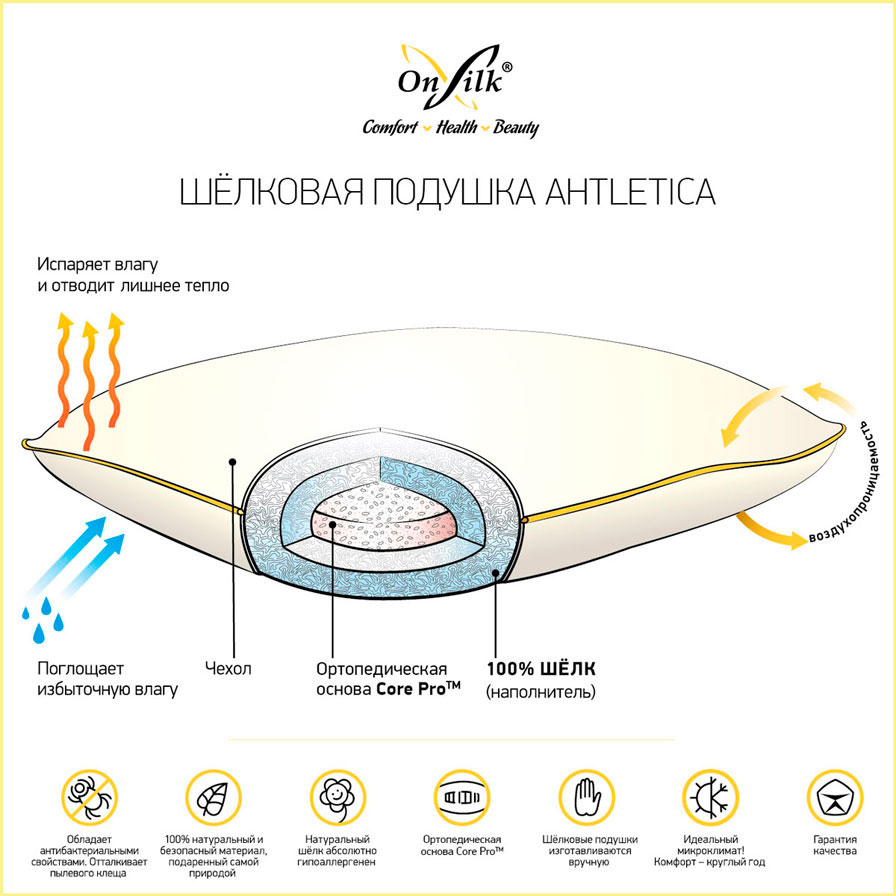 OnSilk®
Comfort Health Beauty
ШЁЛКОВАЯ ПОДУШКА AHTLETICA
Испаряет влагу
и отводит лишнее тепло
воздухопроницаемость
Поглощает
избыточную влагу
Чехол
Ортопедическая
основа Core Pro™
100% ШЁЛК
(наполнитель)
Обладает
антибактериальными
свойствами. Отталкивает
пылевого клеща
100% натуральный и
безопасный материал,
подаренный самой
природой
Натуральный
шёлк абсолютно
гипоаллергенен
Ортопедическая
основа Core Pro™
Шёлковые подушки
изготавливаются
вручную
Идеальный
микроклимат!
Комфорт – круглый год
Гарантия
качества